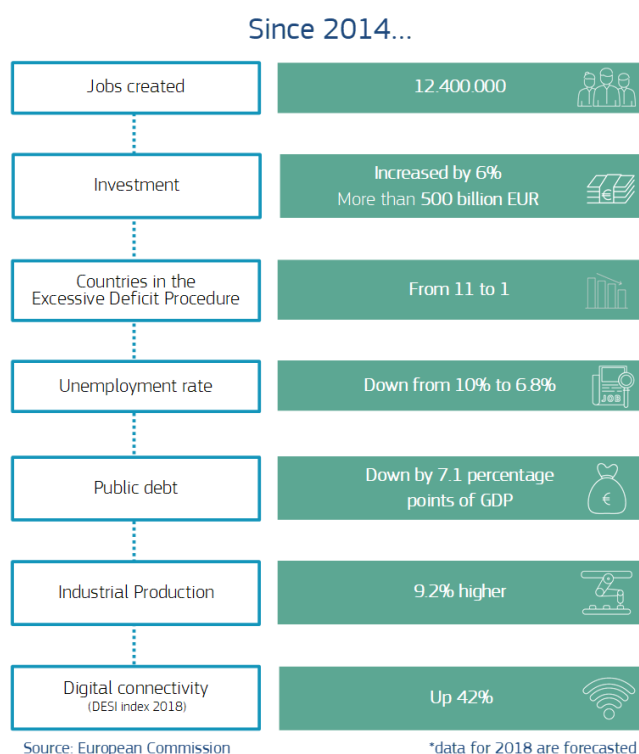 Since 2014...
Jobs created
12.400.000
Investment
Increased by 6%
More than 500 billion EUR
€
Countries in the
Excessive Deficit Procedure
From 11 to 1
Unemployment rate
Down from 10% to 6.8%
JOB
Public debt
Down by 7.1 percentage
points of GDP
€
Industrial Production
9.2% higher
Digital connectivity
(DESI index 2018)
Up 42%
Source: European Commission
*data for 2018 are forecasted